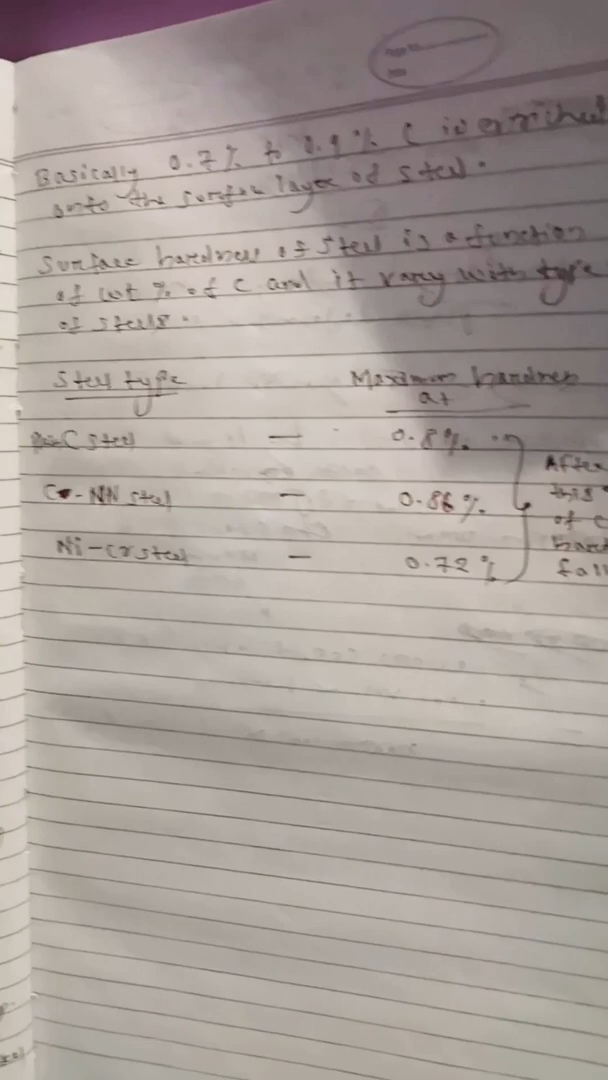 Basically 0.7% to 0.9% C is enriched
onto the surface layer of steel.
Surface hardness of steel is a function
of wt % of C and it vary with type
of steels.
Steel type Maximum hardness
at
C steel — 0.8%
-NN steel — 0.86%
Ni-Cr steel — 0.72%
After
this
of C
hard
fall